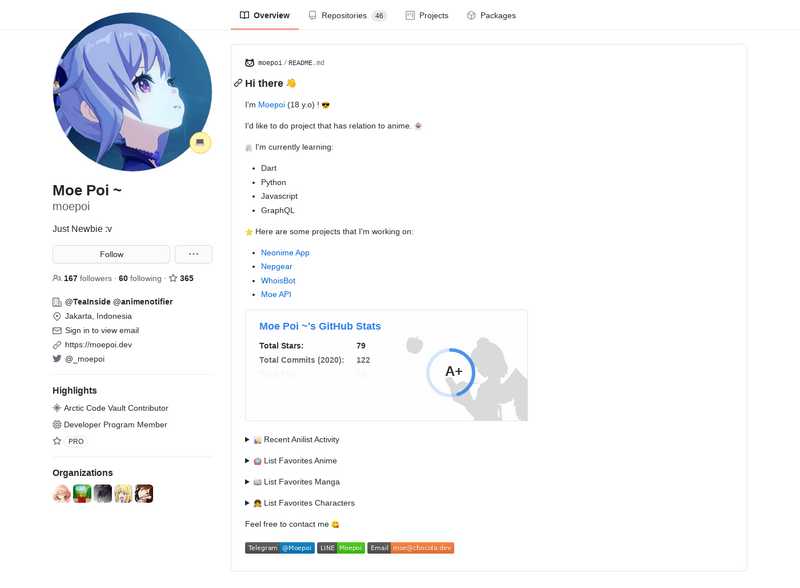 Overview
Repositories 46
Projects
Packages
Moe Poi ~
moepoi
Just Newbie :v
Follow
167 followers · 60 following · 365
@TeaInside @animenotifier
Jakarta, Indonesia
Sign in to view email
https://moepoi.dev
@_moepoi
Highlights
Arctic Code Vault Contributor
Developer Program Member
PRO
Organizations
moepoi/README.md
Hi there 👋
I'm Moepoi (18 y.o) ! 😎
I'd like to do project that has relation to anime.
I'm currently learning:
Dart
Python
Javascript
GraphQL
⭐ Here are some projects that I'm working on:
Neonime App
Nepgear
WhoisBot
Moe API
Moe Poi ~'s GitHub Stats
Total Stars: 79
Total Commits (2020): 122
A+
Recent Anilist Activity
List Favorites Anime
List Favorites Manga
List Favorites Characters
Feel free to contact me 😋
Telegram @Moepoi LINE Moepoi Email moe@chocola.dev